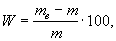 W = (mв − m)/m · 100,